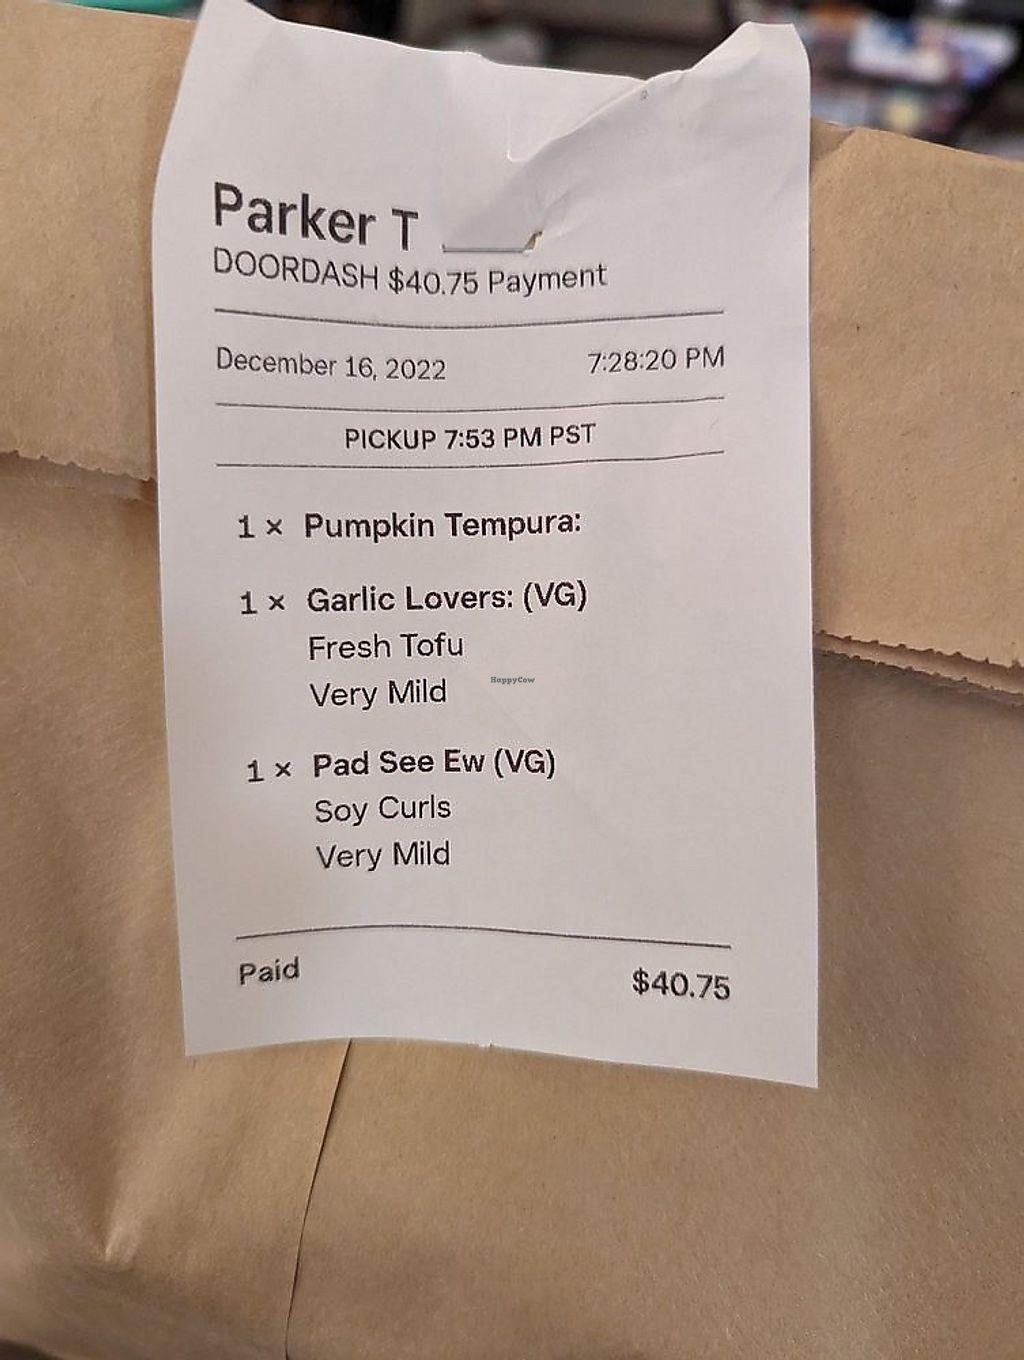 Parker T
DOORDASH $40.75 Payment
December 16, 2022 7:28:20 PM
PICKUP 7:53 PM PST
1 × Pumpkin Tempura:
1 × Garlic Lovers: (VG)
Fresh Tofu
Very Mild
HappyCow
1 × Pad See Ew (VG)
Soy Curls
Very Mild
Paid $40.75